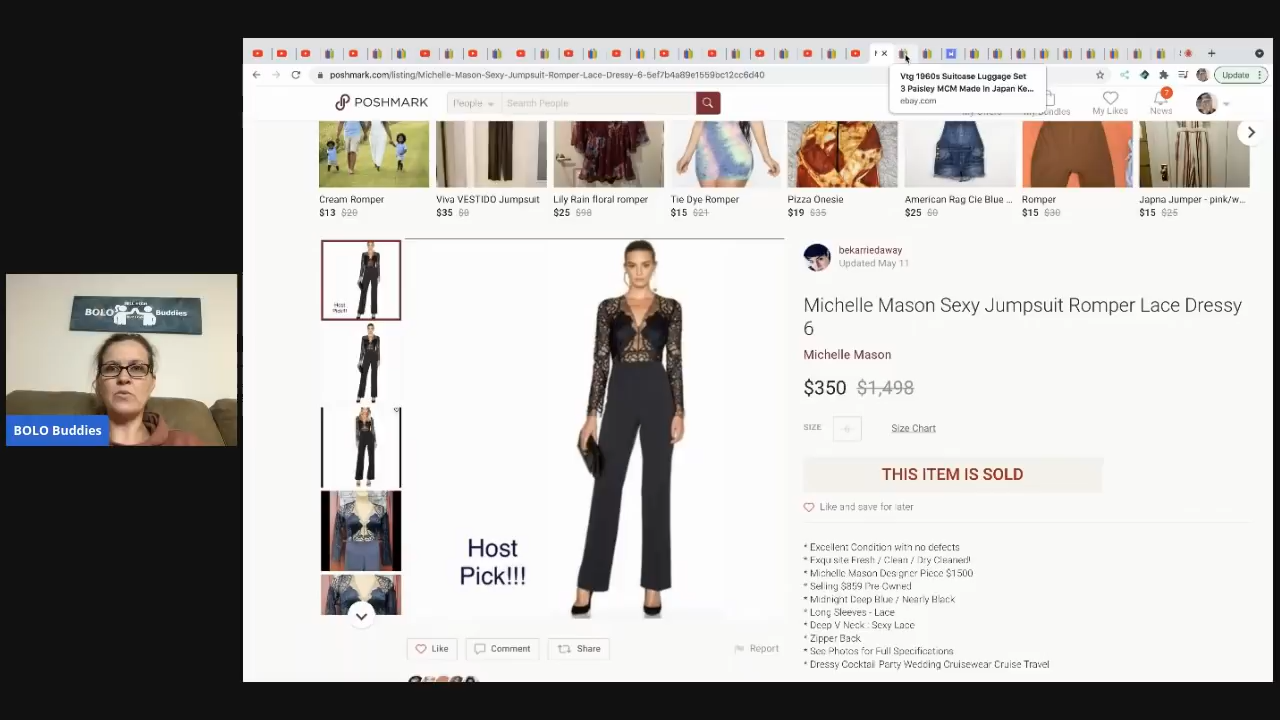 Update
poshmark.com/listing/Michelle-Mason-Sexy-Jumpsuit-Romper-Lace-Dressy-6-5ef7b4a89e1559bc12cc6d40
Vtg 1960s Suitcase Luggage Set
3 Paisley MCM Made In Japan Ke...
ebay.com
POSHMARK
People
Search People
7
My Likes
News
Cream Romper
$13 $20
Viva VESTIDO Jumpsuit
$35 $0
Lily Rain floral romper
$25 $98
Tie Dye Romper
$15 $21
Pizza Onesie
$19 $35
American Rag Cie Blue ...
$25 $0
Romper
$15 $30
Japna Jumper - pink/w...
$15 $25
bekarriedaway
Updated May 11
Michelle Mason Sexy Jumpsuit Romper Lace Dressy
6
Michelle Mason
$350 $1,498
SIZE
Size Chart
THIS ITEM IS SOLD
Like and save for later
* Excellent Condition with no defects
* Exquisite Fresh / Clean / Dry Cleaned!
* Michelle Mason Designer Piece $1500
* Selling $859 Pre Owned
* Midnight Deep Blue / Nearly Black
* Long Sleeves - Lace
* Deep V Neck : Sexy Lace
* Zipper Back
* See Photos for Full Specifications
* Dressy Cocktail Party Wedding Cruisewear Cruise Travel
Host
Pick!!!
Host
Pick!!!
Like
Comment
Share
Report
BOLO Buddies
BOLO Buddies